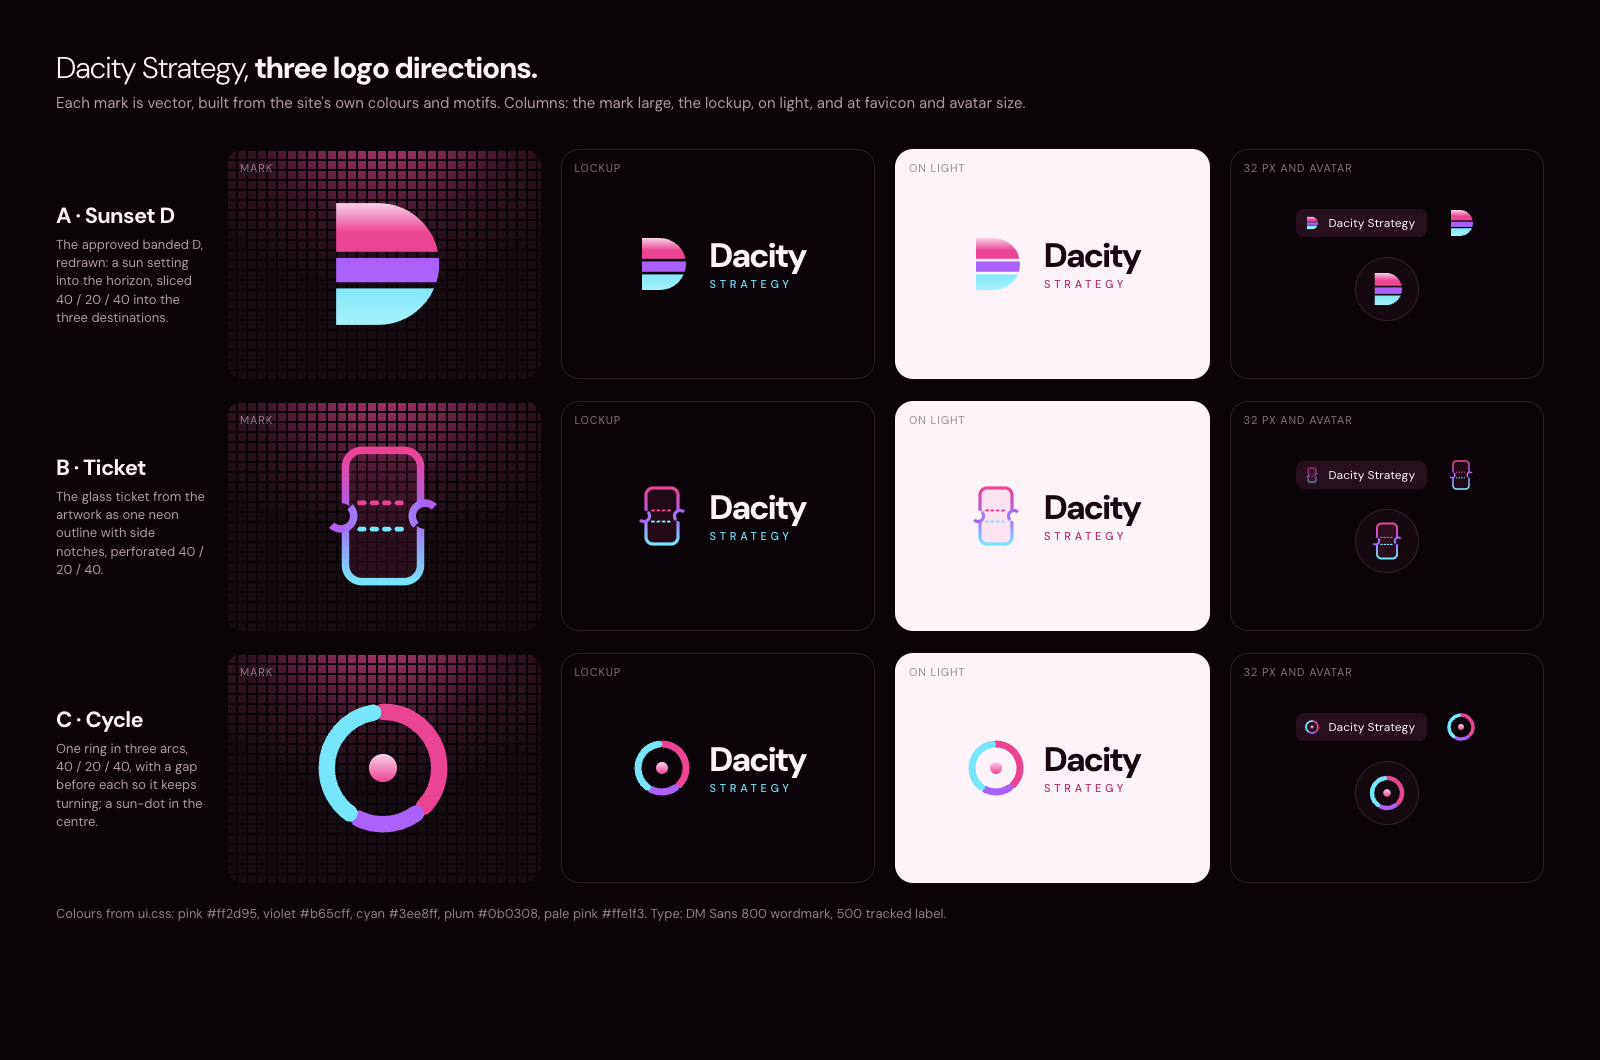 Dacity Strategy, three logo directions.
Each mark is vector, built from the site's own colours and motifs. Columns: the mark large, the lockup, on light, and at favicon and avatar size.
MARK
LOCKUP
ON LIGHT
32 PX AND AVATAR
A · Sunset D
The approved banded D,
redrawn: a sun setting
into the horizon, sliced
40 / 20 / 40 into the
three destinations.
Dacity
STRATEGY
Dacity
STRATEGY
Dacity Strategy
MARK
LOCKUP
ON LIGHT
32 PX AND AVATAR
B · Ticket
The glass ticket from the
artwork as one neon
outline with side
notches, perforated 40 /
20 / 40.
Dacity
STRATEGY
Dacity
STRATEGY
Dacity Strategy
MARK
LOCKUP
ON LIGHT
32 PX AND AVATAR
C · Cycle
One ring in three arcs,
40 / 20 / 40, with a gap
before each so it keeps
turning; a sun-dot in the
centre.
Dacity
STRATEGY
Dacity
STRATEGY
Dacity Strategy
Colours from ui.css: pink #ff2d95, violet #b65cff, cyan #3ee8ff, plum #0b0308, pale pink #ffe1f3. Type: DM Sans 800 wordmark, 500 tracked label.